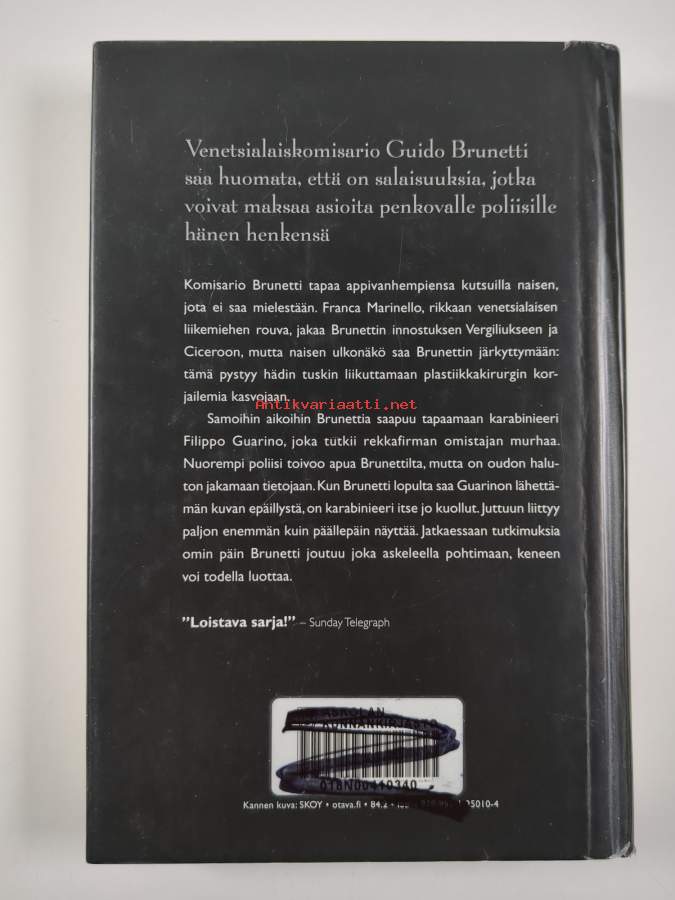 Venetsialaiskomisario Guido Brunetti
saa huomata, että on salaisuuksia, jotka
voivat maksaa asioita penkovalle poliisille
hänen henkensä
Komisario Brunetti tapaa appivanhempiensa kutsuilla naisen,
jota ei saa mielestään. Franca Marinello, rikkaan venetsialaisen
liikemiehen rouva, jakaa Brunettin innostuksen Vergiliukseen ja
Ciceroon, mutta naisen ulkonäkö saa Brunettin järkyttymään:
tämä pystyy hädin tuskin liikuttamaan plastiikkakirurgin kor-
jailemia kasvojaan.
Antikvariaatti.net
Samoihin aikoihin Brunettia saapuu tapaamaan karabinieeri
Filippo Guarino, joka tutkii rekkafirman omistajan murhaa.
Nuorempi poliisi toivoo apua Brunettilta, mutta on oudon halu-
ton jakamaan tietojaan. Kun Brunetti lopulta saa Guarinon lähettä-
män kuvan epäillystä, on karabinieeri itse jo kuollut. Juttuun liittyy
paljon enemmän kuin päällepäin näyttää. Jatkaessaan tutkimuksia
omin päin Brunetti joutuu joka askeleella pohtimaan, keneen
voi todella luottaa.
”Loistava sarja!” – Sunday Telegraph
KUNNANKIRJASTO
018N00410340
Kannen kuva: SKOY • otava.fi • 84.2 • 25010-4